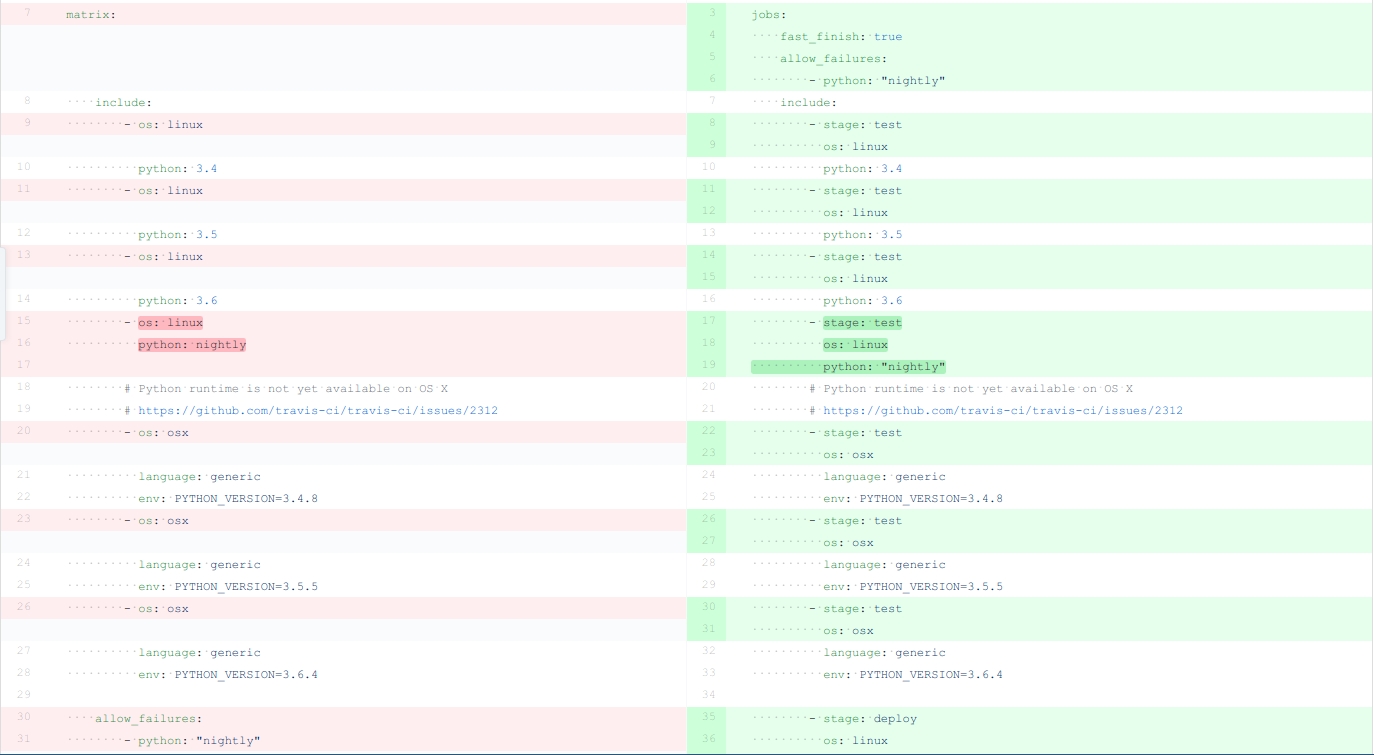 7 matrix: 3 jobs:
4 ····fast_finish:·true
5 ····allow_failures:
6 ········-·python:·"nightly"
8 ····include: 7 ····include:
9 ········-·os:·linux 8 ········-·stage:·test
9 ··········os:·linux
10 ··········python:·3.4 10 ··········python:·3.4
11 ········-·os:·linux 11 ········-·stage:·test
12 ··········os:·linux
12 ··········python:·3.5 13 ··········python:·3.5
13 ········-·os:·linux 14 ········-·stage:·test
15 ··········os:·linux
14 ··········python:·3.6 16 ··········python:·3.6
15 ········-·os:·linux 17 ········-·stage:·test
16 ··········python:·nightly 18 ··········os:·linux
17 19 ··········python:·"nightly"
18 ········#·Python·runtime·is·not·yet·available·on·OS·X 20 ········#·Python·runtime·is·not·yet·available·on·OS·X
19 ········#·https://github.com/travis-ci/travis-ci/issues/2312 21 ········#·https://github.com/travis-ci/travis-ci/issues/2312
20 ········-·os:·osx 22 ········-·stage:·test
23 ··········os:·osx
21 ··········language:·generic 24 ··········language:·generic
22 ··········env:·PYTHON_VERSION=3.4.8 25 ··········env:·PYTHON_VERSION=3.4.8
23 ········-·os:·osx 26 ········-·stage:·test
27 ··········os:·osx
24 ··········language:·generic 28 ··········language:·generic
25 ··········env:·PYTHON_VERSION=3.5.5 29 ··········env:·PYTHON_VERSION=3.5.5
26 ········-·os:·osx 30 ········-·stage:·test
31 ··········os:·osx
27 ··········language:·generic 32 ··········language:·generic
28 ··········env:·PYTHON_VERSION=3.6.4 33 ··········env:·PYTHON_VERSION=3.6.4
29 34
30 ····allow_failures: 35 ········-·stage:·deploy
31 ········-·python:·"nightly" 36 ··········os:·linux